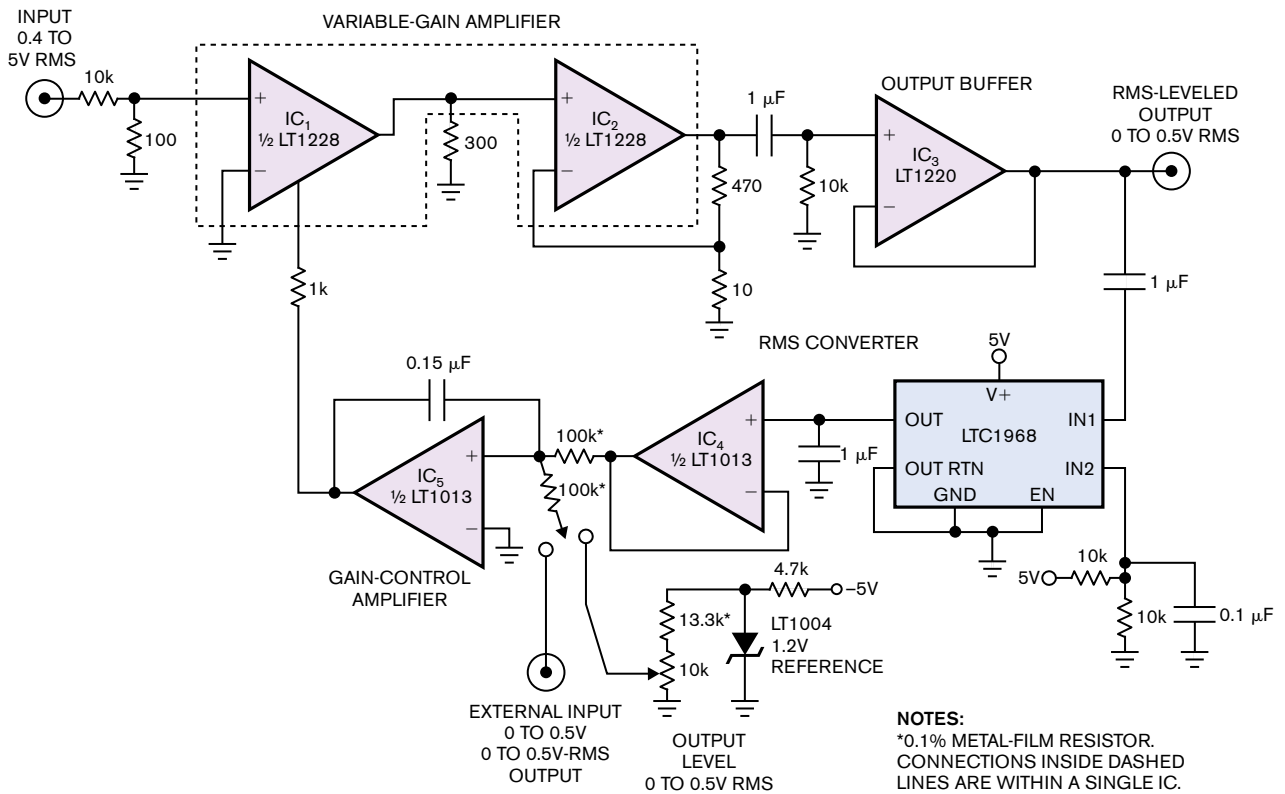 INPUT
0.4 TO
5V RMS
VARIABLE-GAIN AMPLIFIER
10k
100
+
−
IC1
½ LT1228
300
+
−
IC2
½ LT1228
1 µF
470
10
10k
OUTPUT BUFFER
+
−
IC3
LT1220
RMS-LEVELED
OUTPUT
0 TO 0.5V RMS
1 µF
1k
RMS CONVERTER
5V
V+
OUT
LTC1968
IN1
OUT RTN
IN2
GND
EN
0.15 µF
+
−
IC5
½ LT1013
GAIN-CONTROL
AMPLIFIER
100k*
100k*
+
−
IC4
½ LT1013
1 µF
10k
5V
10k
0.1 µF
4.7k
−5V
13.3k*
10k
LT1004
1.2V
REFERENCE
EXTERNAL INPUT
0 TO 0.5V
0 TO 0.5V-RMS
OUTPUT
OUTPUT
LEVEL
0 TO 0.5V RMS
NOTES:
*0.1% METAL-FILM RESISTOR.
CONNECTIONS INSIDE DASHED
LINES ARE WITHIN A SINGLE IC.